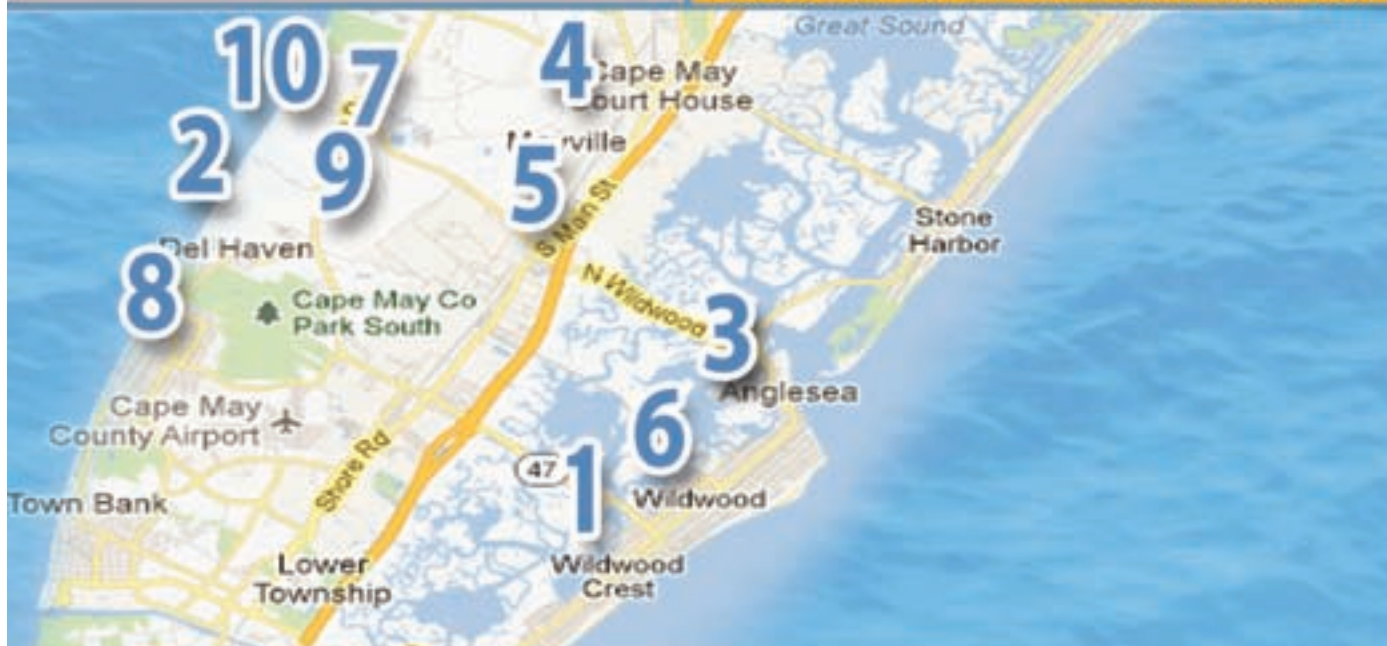 Great Sound
10
7
4
Cape May
Court House
2
9
Mayville
5
S Main St
Stone
Harbor
Del Haven
8
Cape May Co
Park South
N Wildwood
3
Anglesea
Cape May
County Airport
6
Shore Rd
47
1
Town Bank
Wildwood
Lower
Township
Wildwood
Crest